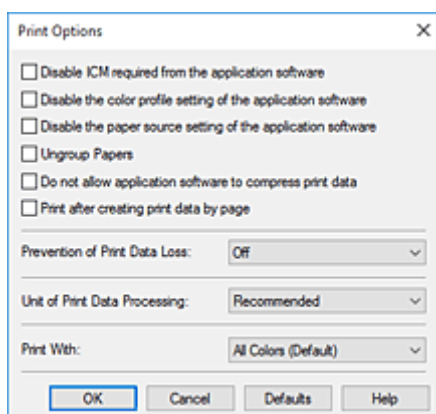 Print Options
Disable ICM required from the application software
Disable the color profile setting of the application software
Disable the paper source setting of the application software
Ungroup Papers
Do not allow application software to compress print data
Print after creating print data by page
Prevention of Print Data Loss: Off
Unit of Print Data Processing: Recommended
Print With: All Colors (Default)
OK Cancel Defaults Help